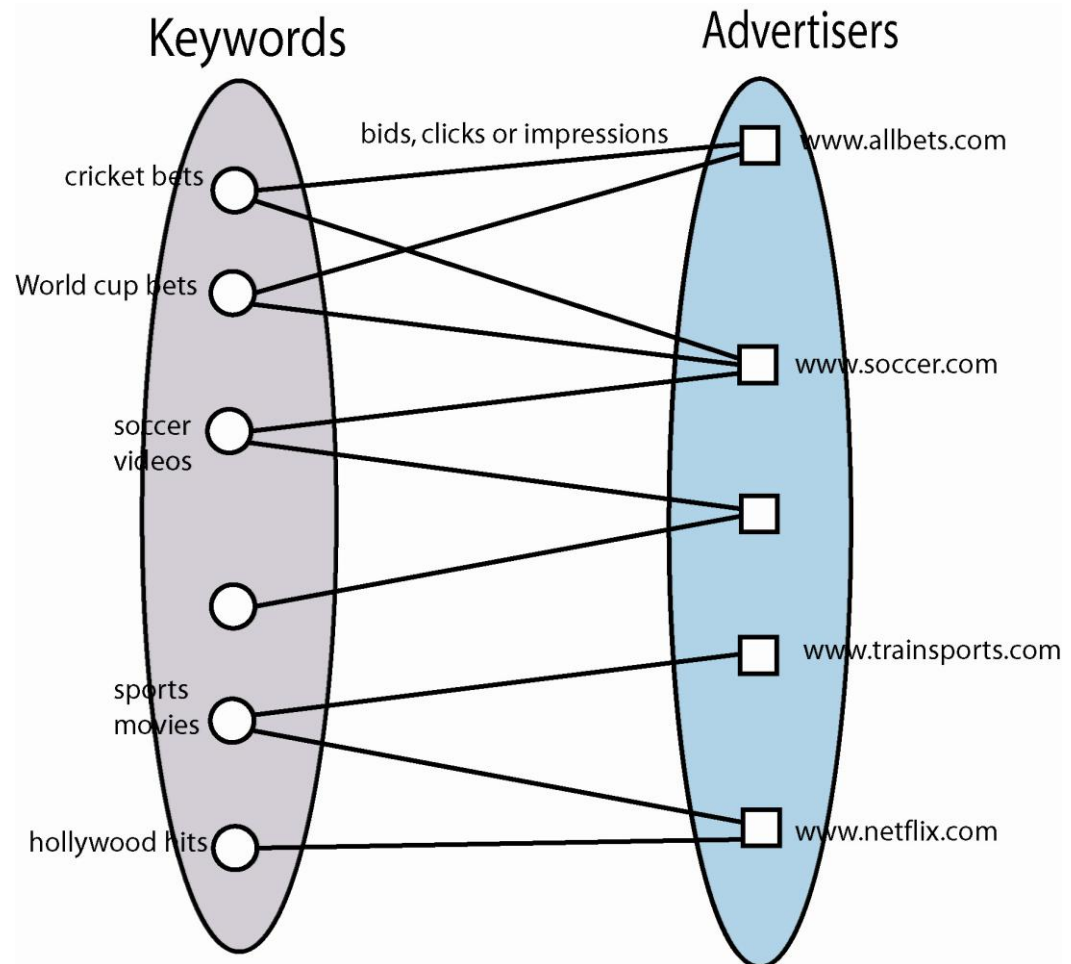 Keywords
Advertisers
bids, clicks or impressions
www.allbets.com
cricket bets
World cup bets
www.soccer.com
soccer
videos
www.trainsports.com
sports
movies
www.netflix.com
hollywood hits